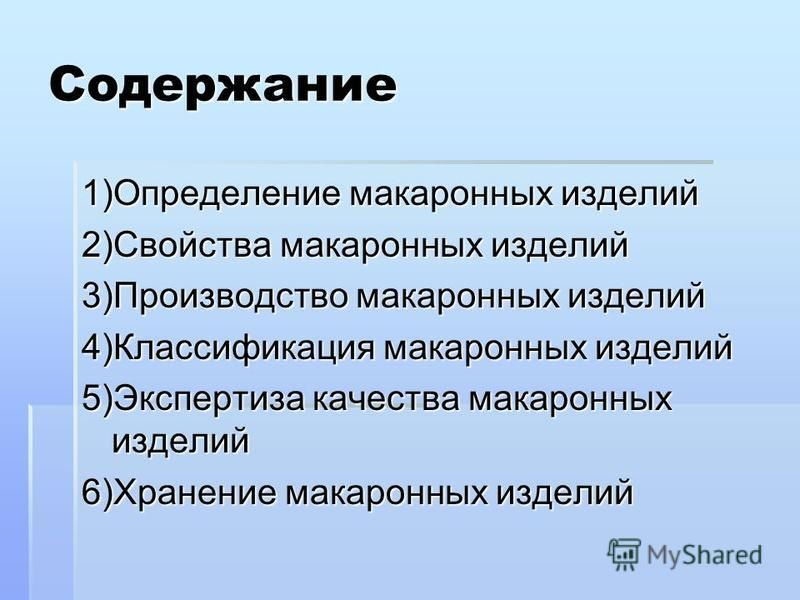 Содержание
1)Определение макаронных изделий
2)Свойства макаронных изделий
3)Производство макаронных изделий
4)Классификация макаронных изделий
5)Экспертиза качества макаронных
изделий
6)Хранение макаронных изделий
MyShared